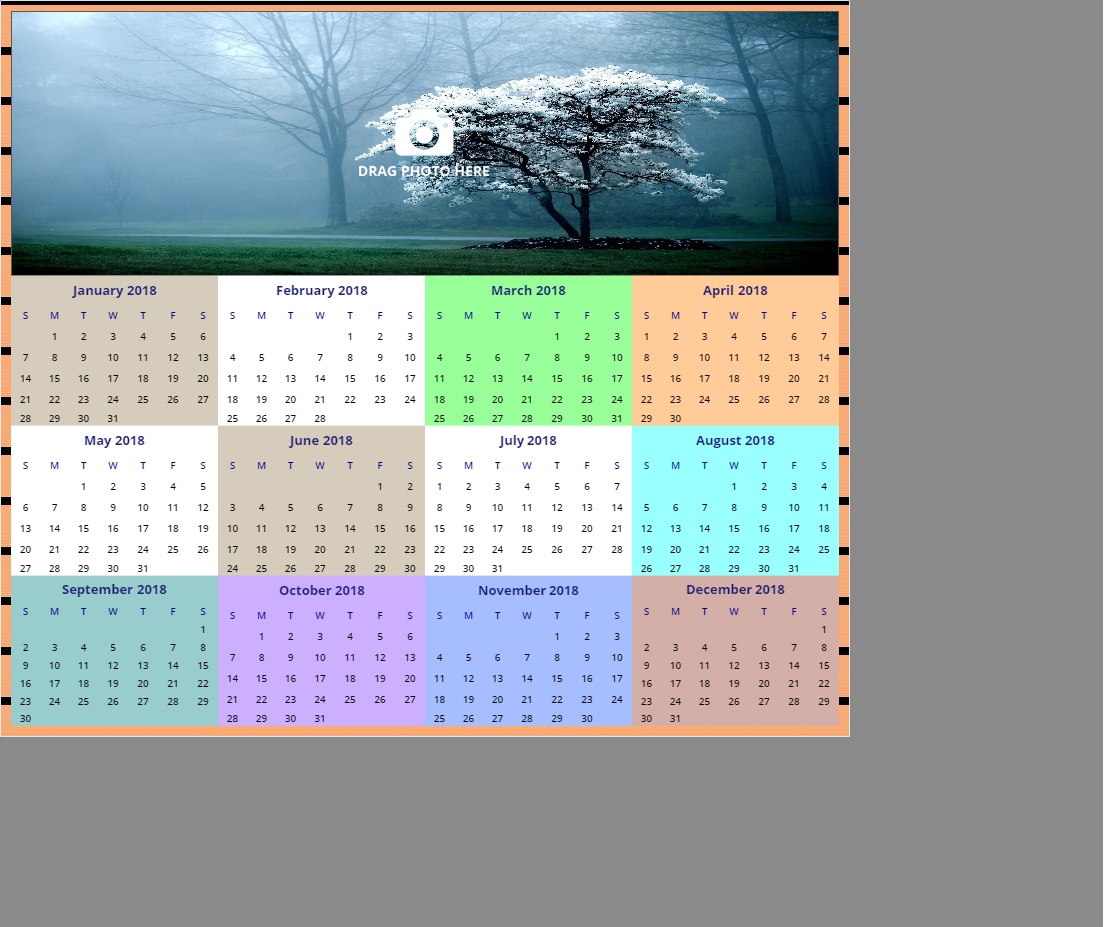 DRAG PHOTO HERE
January 2018
S M T W T F S
1 2 3 4 5 6
7 8 9 10 11 12 13
14 15 16 17 18 19 20
21 22 23 24 25 26 27
28 29 30 31
February 2018
S M T W T F S
1 2 3
4 5 6 7 8 9 10
11 12 13 14 15 16 17
18 19 20 21 22 23 24
25 26 27 28
March 2018
S M T W T F S
1 2 3
4 5 6 7 8 9 10
11 12 13 14 15 16 17
18 19 20 21 22 23 24
25 26 27 28 29 30 31
April 2018
S M T W T F S
1 2 3 4 5 6 7
8 9 10 11 12 13 14
15 16 17 18 19 20 21
22 23 24 25 26 27 28
29 30
May 2018
S M T W T F S
1 2 3 4 5
6 7 8 9 10 11 12
13 14 15 16 17 18 19
20 21 22 23 24 25 26
27 28 29 30 31
June 2018
S M T W T F S
1 2
3 4 5 6 7 8 9
10 11 12 13 14 15 16
17 18 19 20 21 22 23
24 25 26 27 28 29 30
July 2018
S M T W T F S
1 2 3 4 5 6 7
8 9 10 11 12 13 14
15 16 17 18 19 20 21
22 23 24 25 26 27 28
29 30 31
August 2018
S M T W T F S
1 2 3 4
5 6 7 8 9 10 11
12 13 14 15 16 17 18
19 20 21 22 23 24 25
26 27 28 29 30 31
September 2018
S M T W T F S
1
2 3 4 5 6 7 8
9 10 11 12 13 14 15
16 17 18 19 20 21 22
23 24 25 26 27 28 29
30
October 2018
S M T W T F S
1 2 3 4 5 6
7 8 9 10 11 12 13
14 15 16 17 18 19 20
21 22 23 24 25 26 27
28 29 30 31
November 2018
S M T W T F S
1 2 3
4 5 6 7 8 9 10
11 12 13 14 15 16 17
18 19 20 21 22 23 24
25 26 27 28 29 30
December 2018
S M T W T F S
1
2 3 4 5 6 7 8
9 10 11 12 13 14 15
16 17 18 19 20 21 22
23 24 25 26 27 28 29
30 31